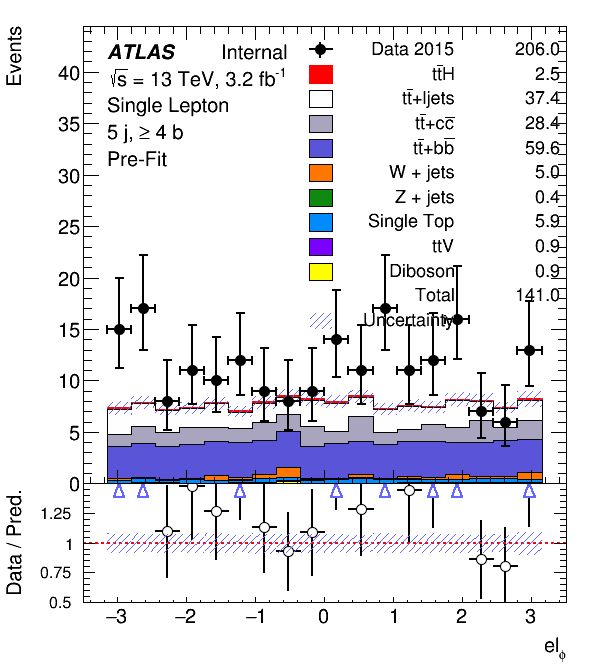 Events
ATLAS Internal
√s = 13 TeV, 3.2 fb⁻¹
Single Lepton
5 j, ≥ 4 b
Pre-Fit
Data 2015 206.0
tt̄H 2.5
tt̄+ljets 37.4
tt̄+cc̄ 28.4
tt̄+bb̄ 59.6
W + jets 5.0
Z + jets 0.4
Single Top 5.9
ttV 0.9
Diboson 0.9
Total 141.0
Uncertainty
40
35
30
25
20
15
10
5
0
Data / Pred.
1.25
1
0.75
0.5
−3 −2 −1 0 1 2 3
el_ϕ